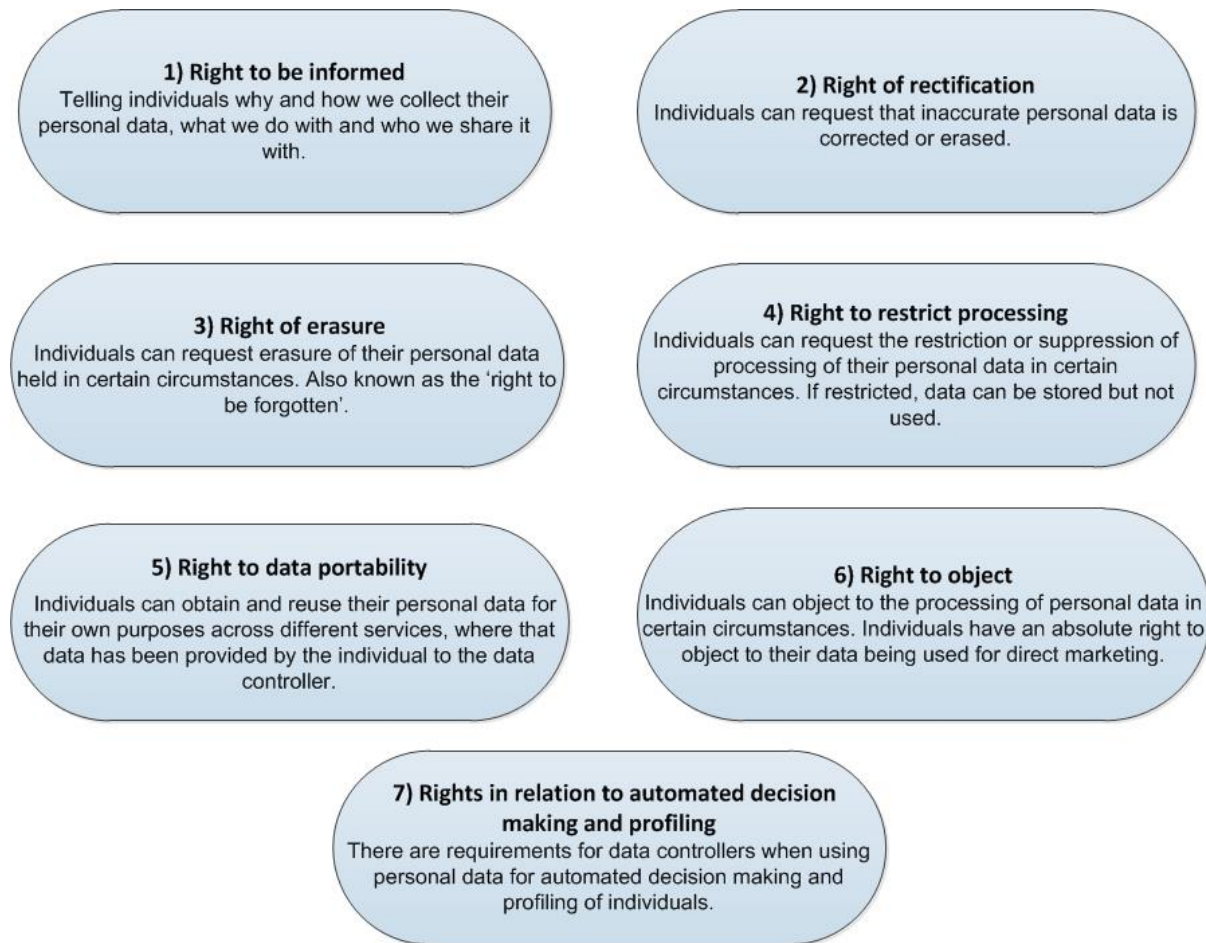 1) Right to be informed
Telling individuals why and how we collect their
personal data, what we do with and who we share it
with.
2) Right of rectification
Individuals can request that inaccurate personal data is
corrected or erased.
3) Right of erasure
Individuals can request erasure of their personal data
held in certain circumstances. Also known as the ‘right to
be forgotten’.
4) Right to restrict processing
Individuals can request the restriction or suppression of
processing of their personal data in certain
circumstances. If restricted, data can be stored but not
used.
5) Right to data portability
Individuals can obtain and reuse their personal data for
their own purposes across different services, where that
data has been provided by the individual to the data
controller.
6) Right to object
Individuals can object to the processing of personal data in
certain circumstances. Individuals have an absolute right to
object to their data being used for direct marketing.
7) Rights in relation to automated decision
making and profiling
There are requirements for data controllers when using
personal data for automated decision making and
profiling of individuals.